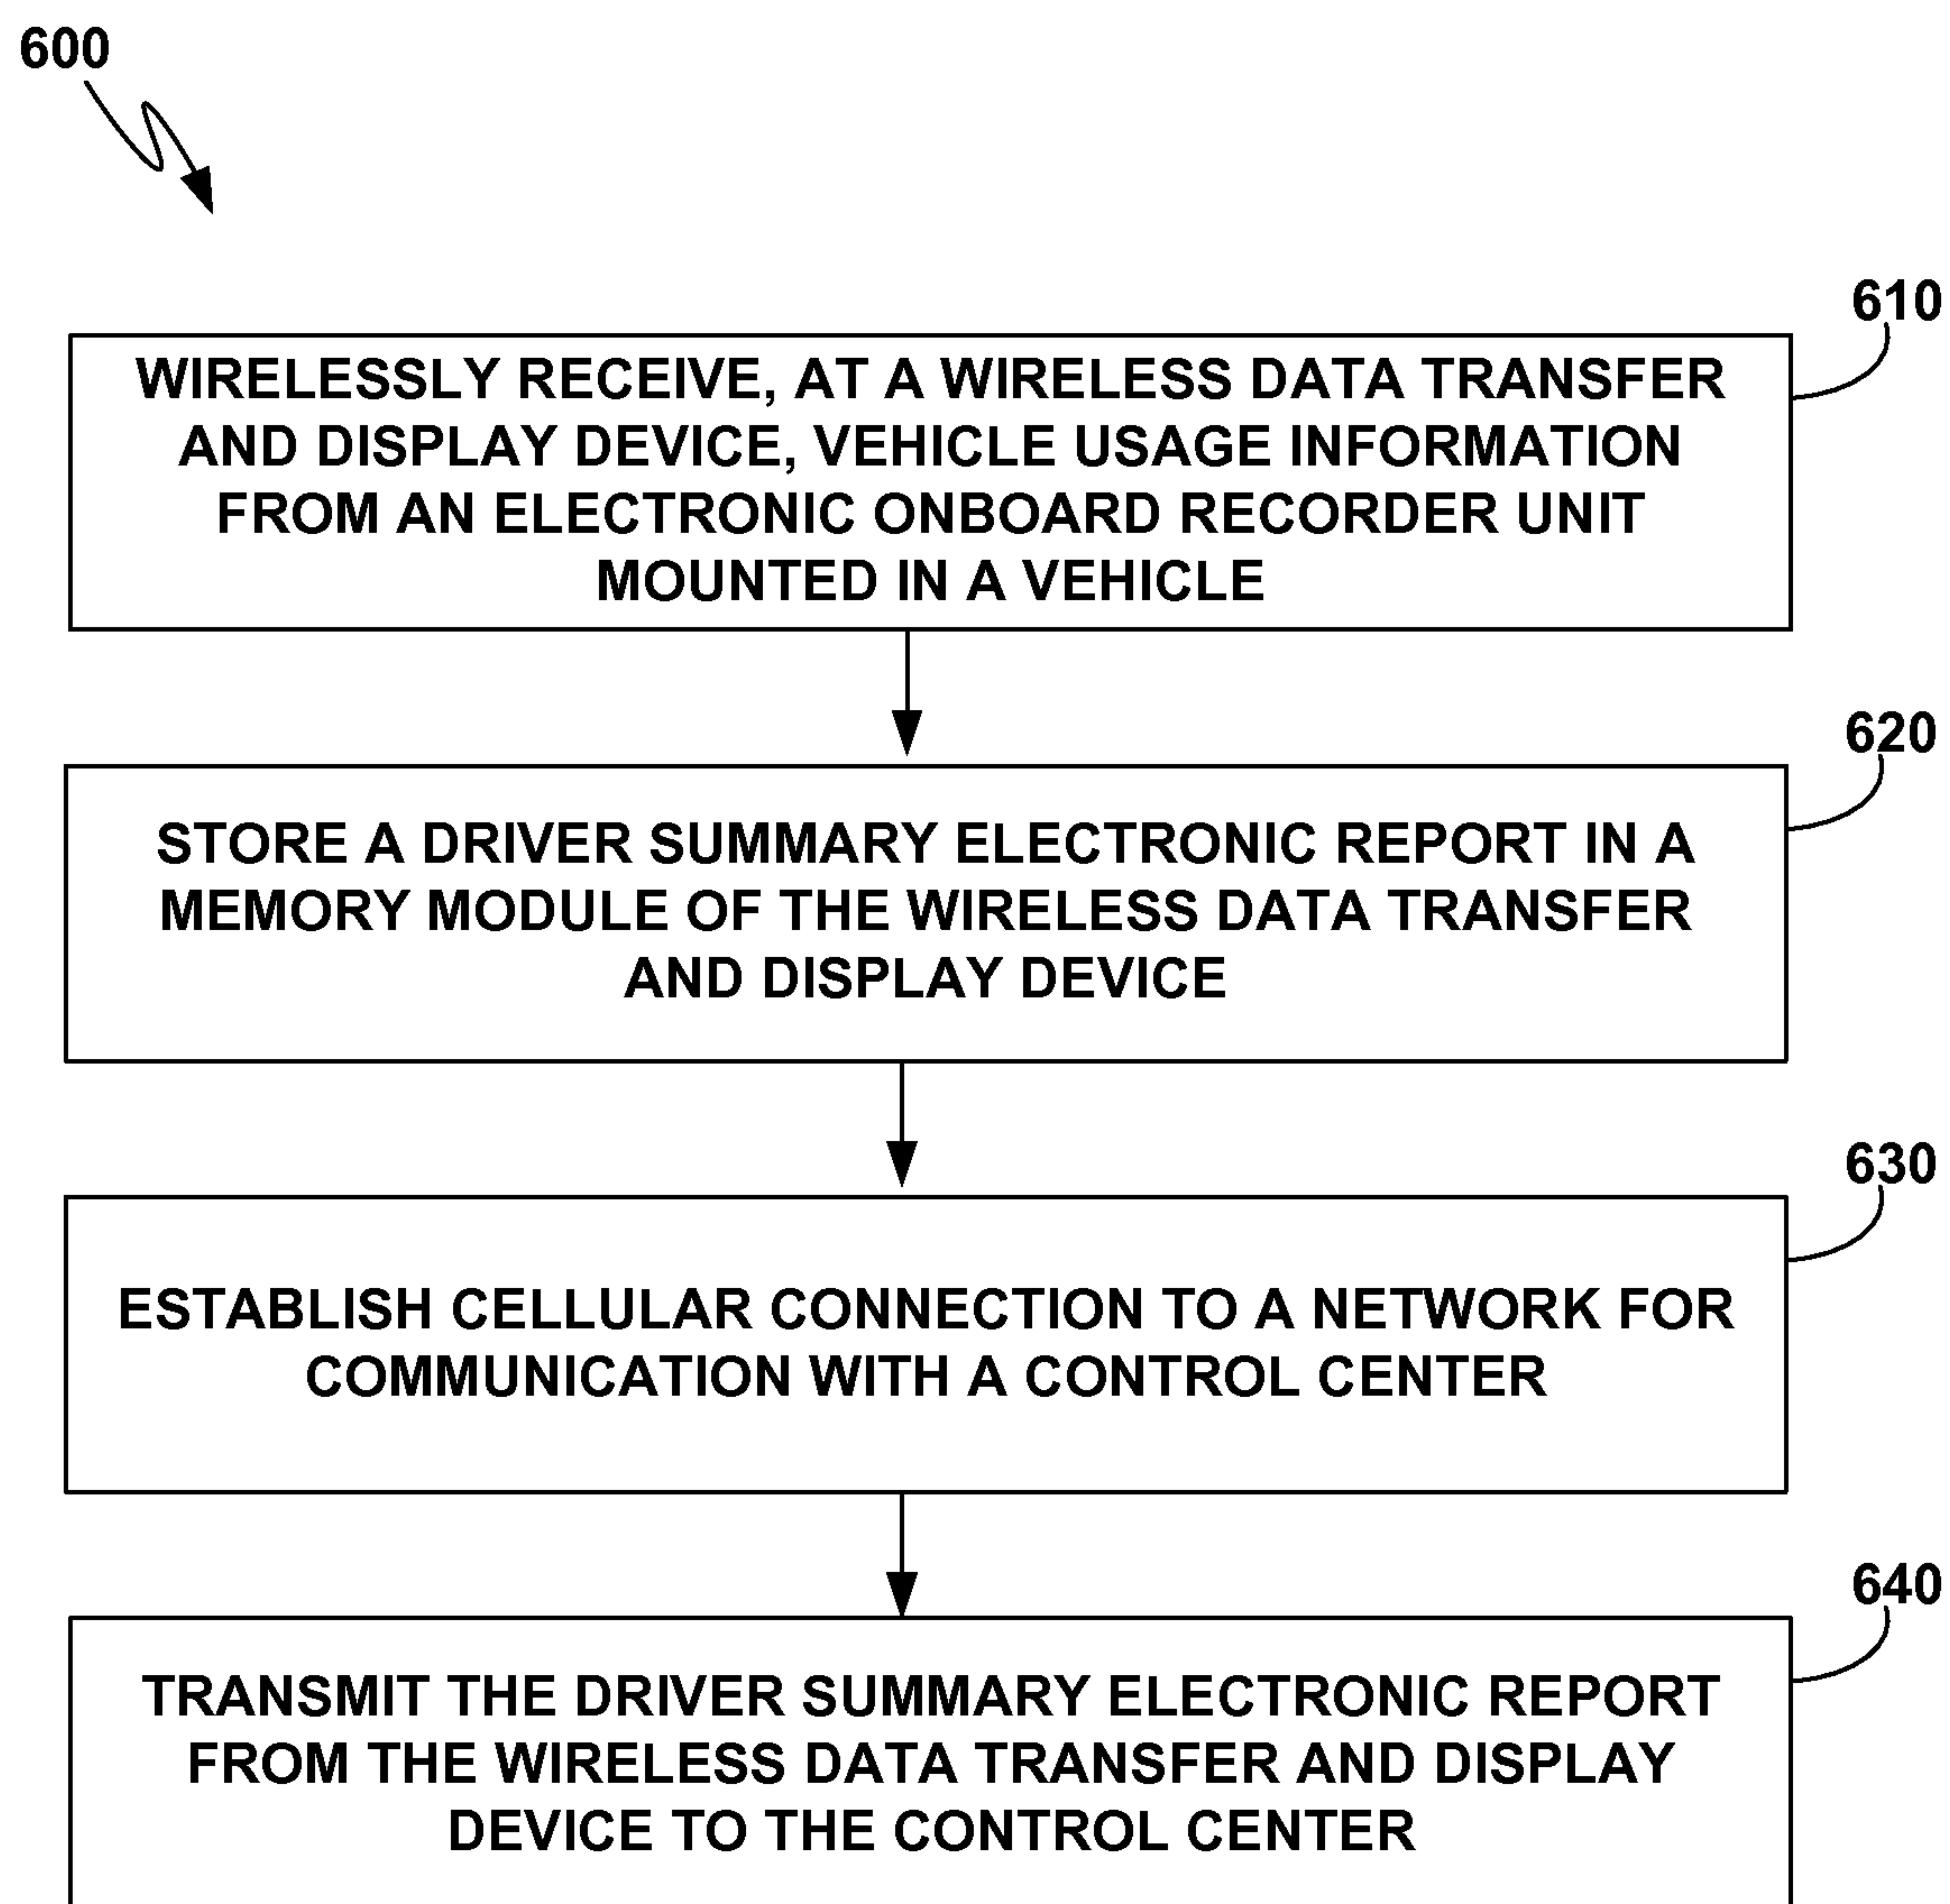 600
610
WIRELESSLY RECEIVE, AT A WIRELESS DATA TRANSFER
AND DISPLAY DEVICE, VEHICLE USAGE INFORMATION
FROM AN ELECTRONIC ONBOARD RECORDER UNIT
MOUNTED IN A VEHICLE
620
STORE A DRIVER SUMMARY ELECTRONIC REPORT IN A
MEMORY MODULE OF THE WIRELESS DATA TRANSFER
AND DISPLAY DEVICE
630
ESTABLISH CELLULAR CONNECTION TO A NETWORK FOR
COMMUNICATION WITH A CONTROL CENTER
640
TRANSMIT THE DRIVER SUMMARY ELECTRONIC REPORT
FROM THE WIRELESS DATA TRANSFER AND DISPLAY
DEVICE TO THE CONTROL CENTER